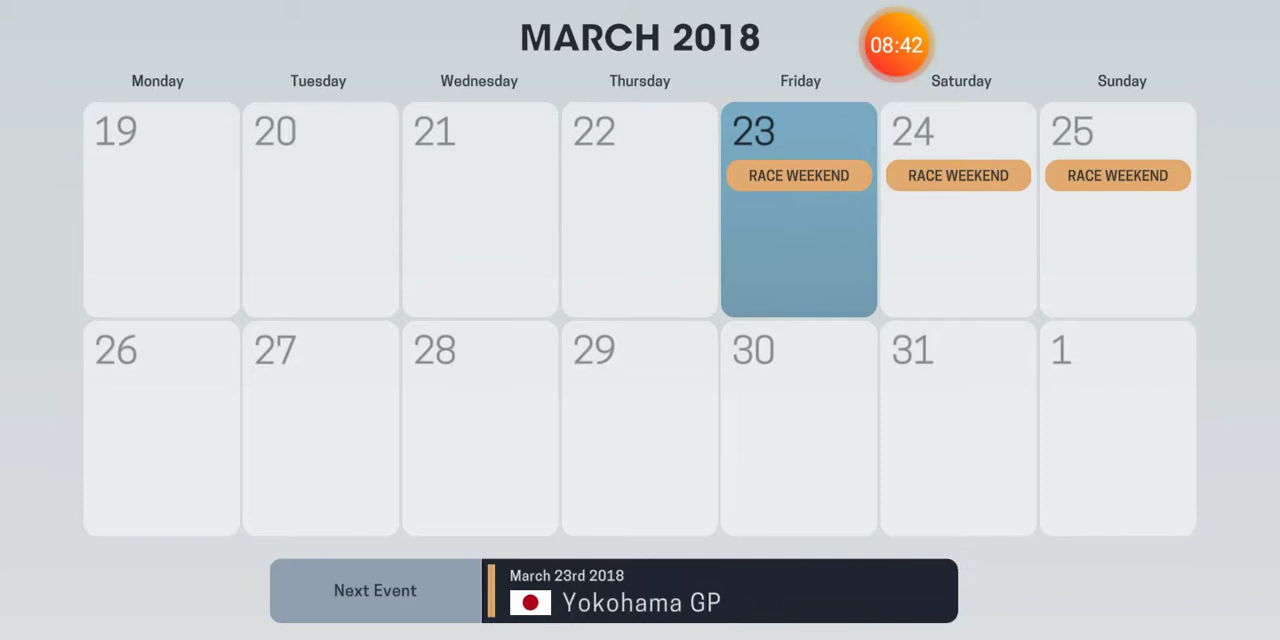 MARCH 2018
08:42
Monday Tuesday Wednesday Thursday Friday Saturday Sunday
19 20 21 22 23 24 25
RACE WEEKEND RACE WEEKEND RACE WEEKEND
26 27 28 29 30 31 1
Next Event
March 23rd 2018
Yokohama GP